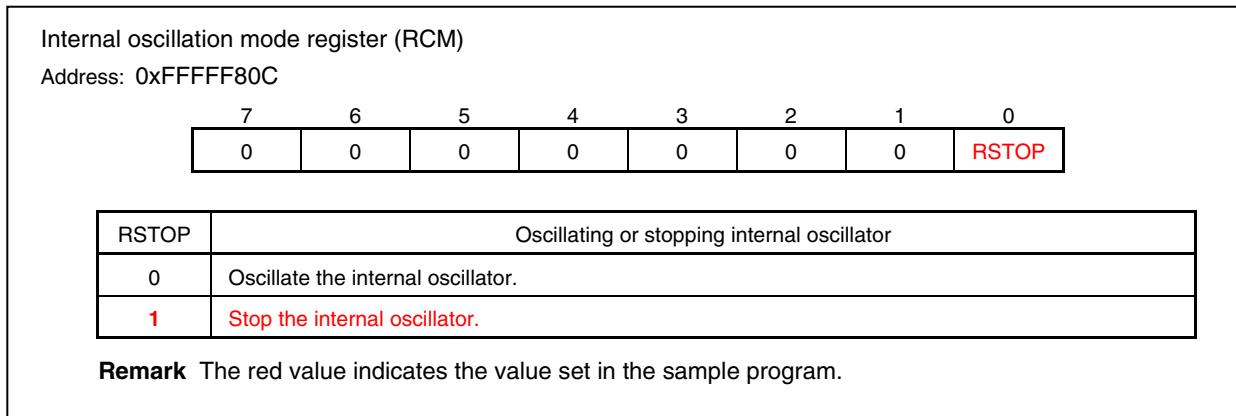 Internal oscillation mode register (RCM)
Address: 0xFFFFF80C
7 6 5 4 3 2 1 0
0 0 0 0 0 0 0 RSTOP
RSTOP Oscillating or stopping internal oscillator
0 Oscillate the internal oscillator.
1 Stop the internal oscillator.
Remark The red value indicates the value set in the sample program.